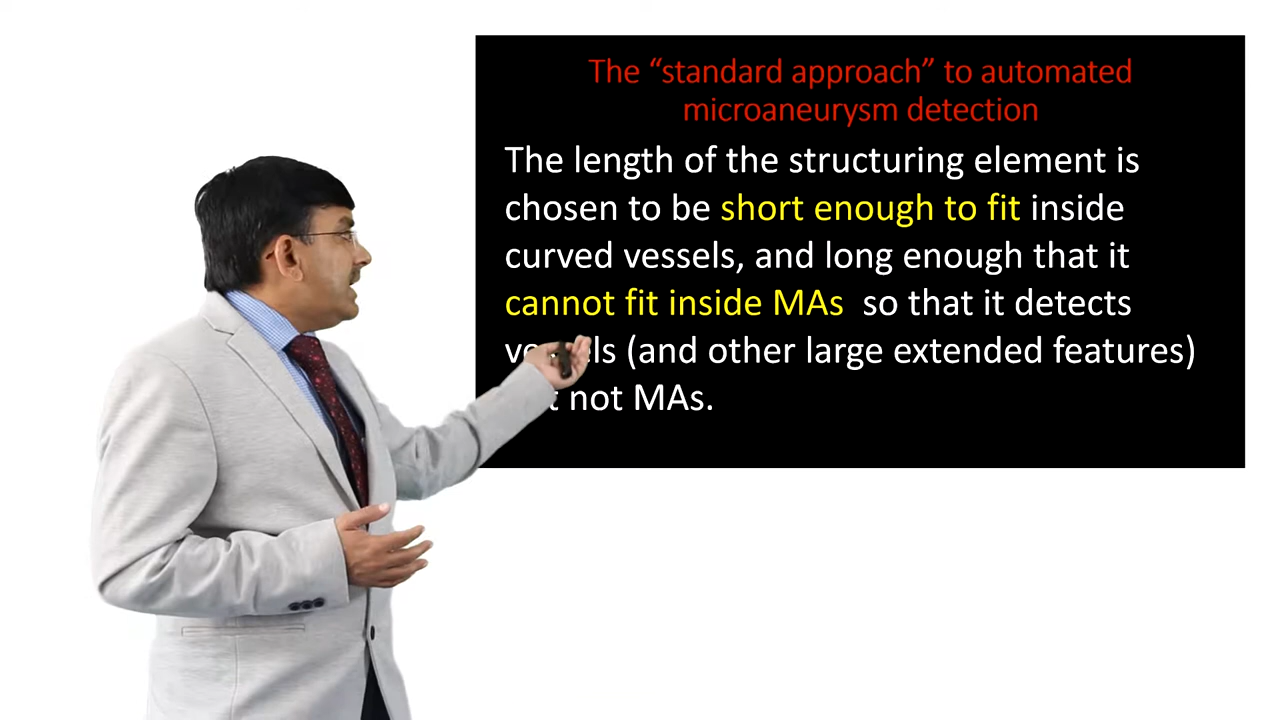 The “standard approach” to automated
microaneurysm detection
The length of the structuring element is
chosen to be short enough to fit inside
curved vessels, and long enough that it
cannot fit inside MAs so that it detects
(and other large extended features)
not MAs.